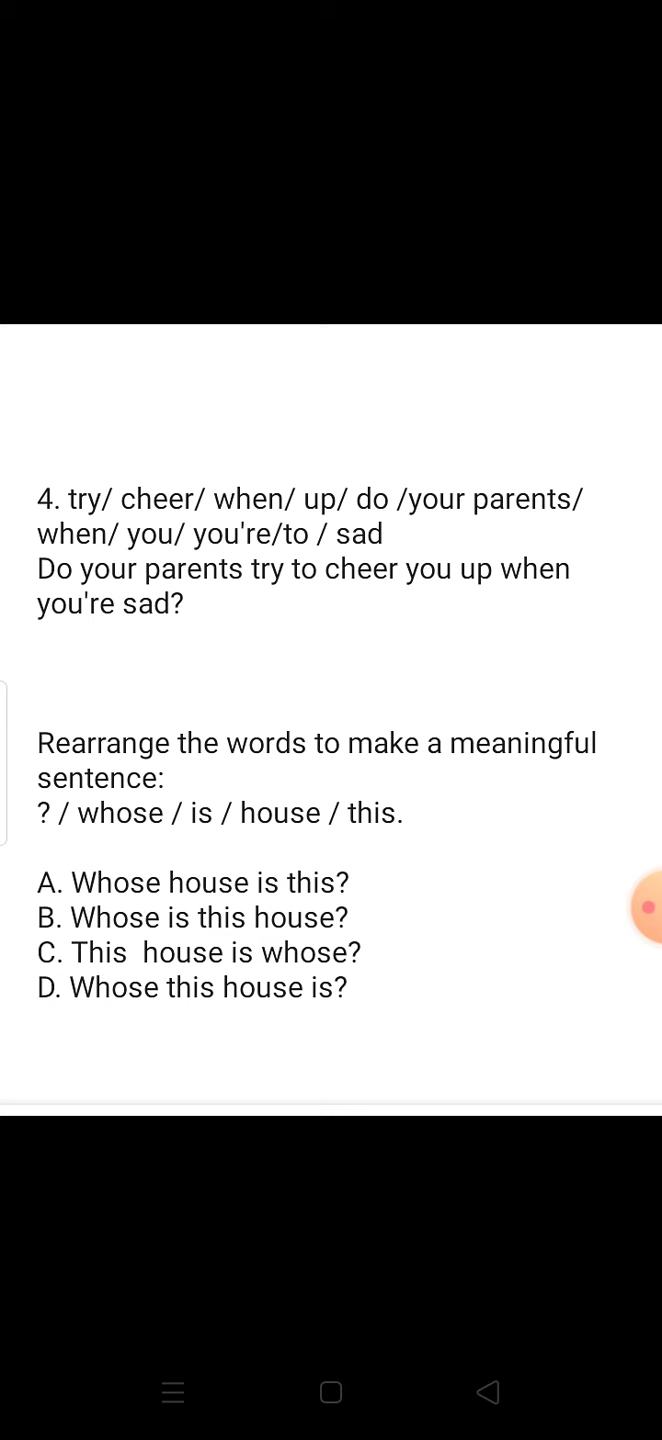 4. try/ cheer/ when/ up/ do /your parents/
when/ you/ you're/to / sad
Do your parents try to cheer you up when
you're sad?
Rearrange the words to make a meaningful
sentence:
? / whose / is / house / this.
A. Whose house is this?
B. Whose is this house?
C. This  house is whose?
D. Whose this house is?